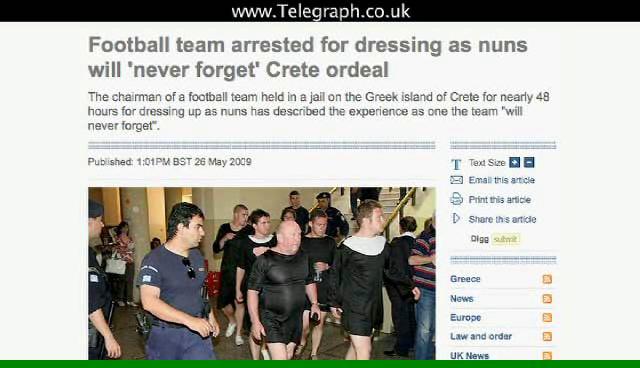 www.Telegraph.co.uk
Football team arrested for dressing as nuns
will 'never forget' Crete ordeal
The chairman of a football team held in a jail on the Greek island of Crete for nearly 48
hours for dressing up as nuns has described the experience as one the team "will
never forget".
Published: 1:01PM BST 26 May 2009
Text Size
Email this article
Print this article
Share this article
Digg submit
Greece
News
Europe
Law and order
UK News